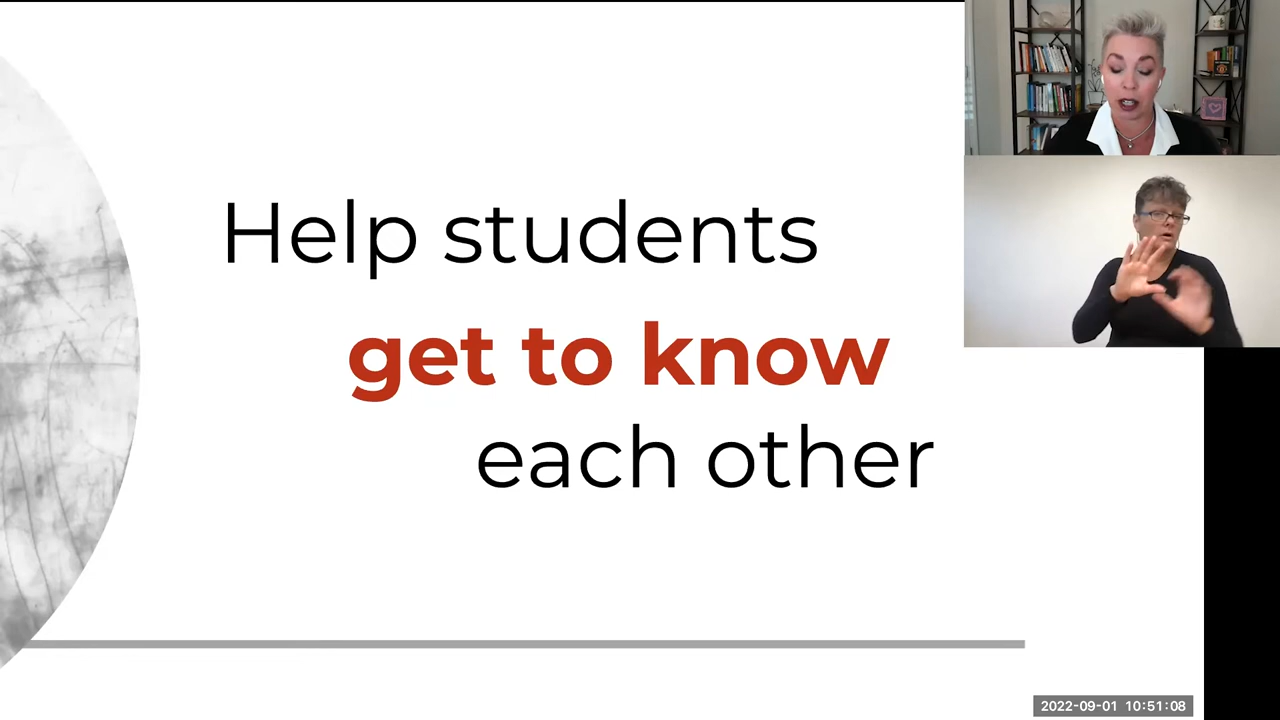 Help students
get to know
each other
2022-09-01 10:51:08